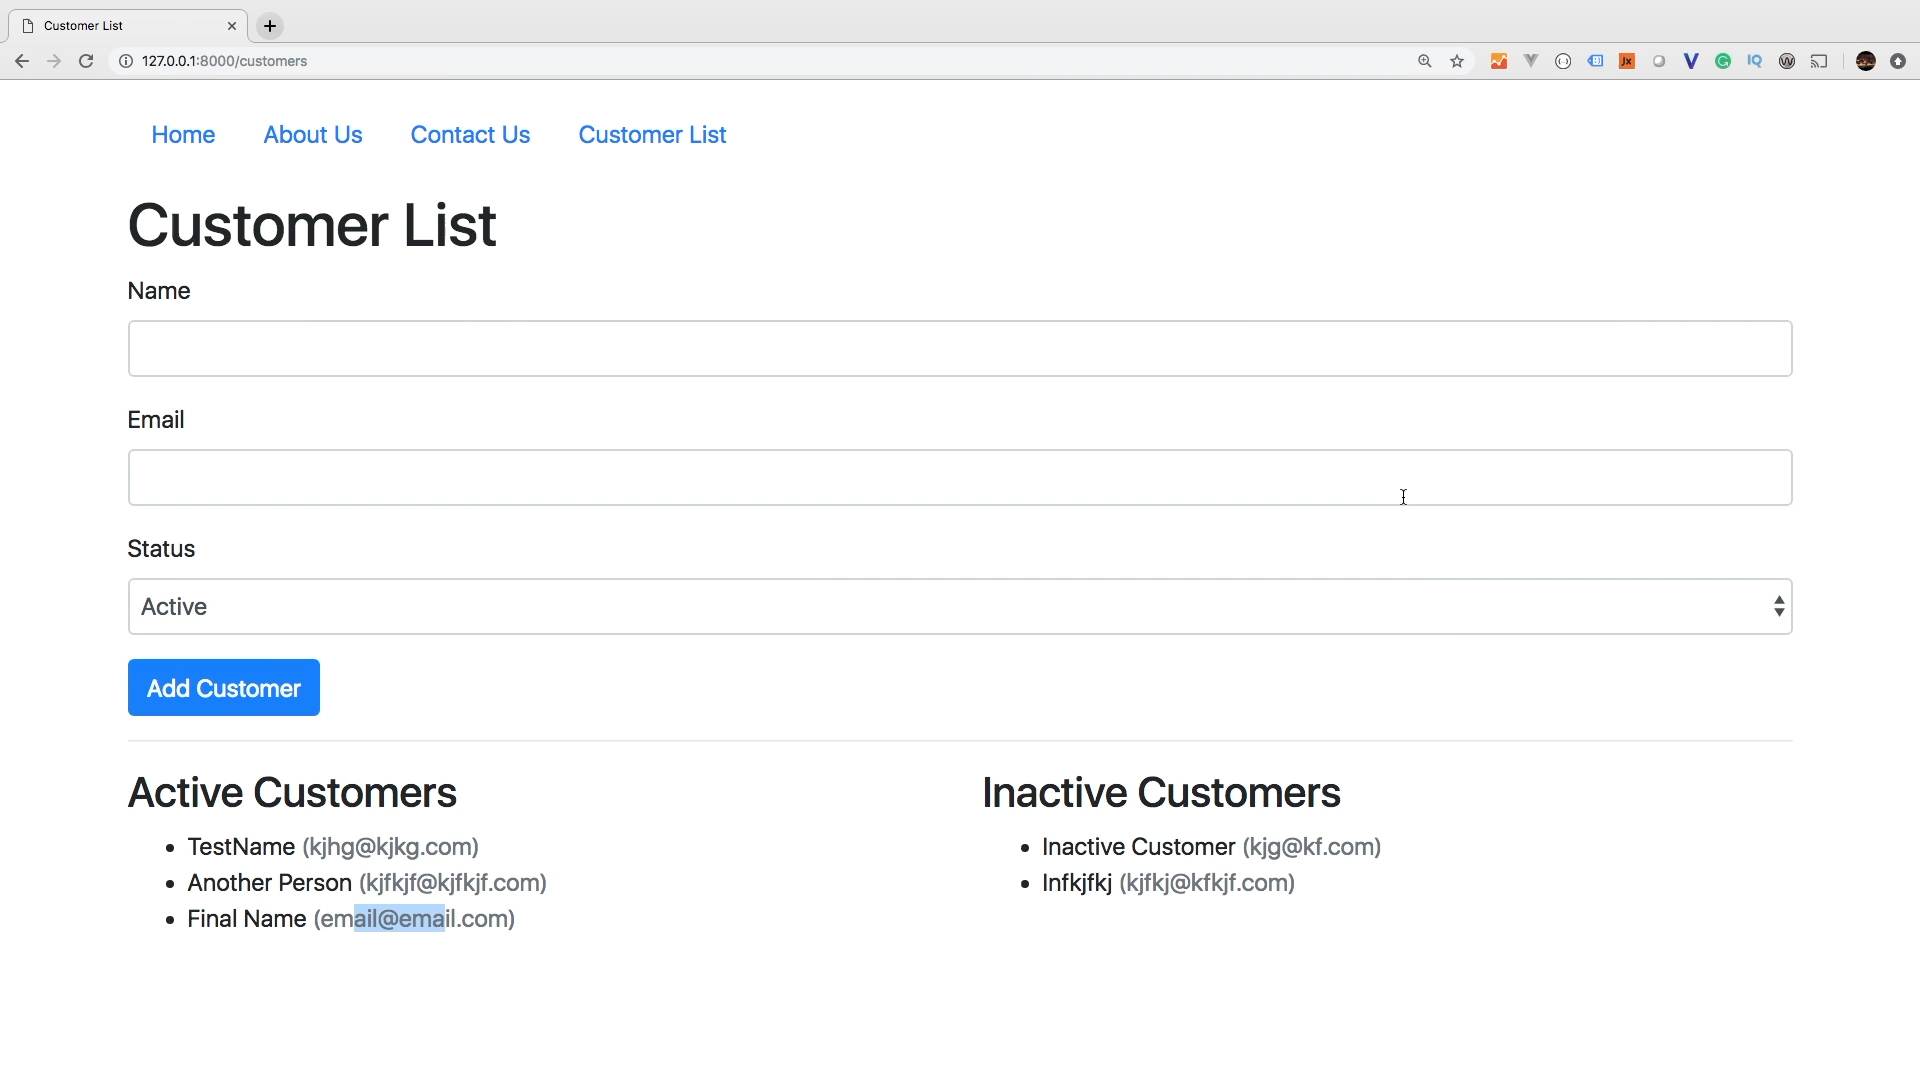 Customer List
127.0.0.1:8000/customers
Home About Us Contact Us Customer List
Customer List
Name
Email
Status
Active
Add Customer
Active Customers
TestName (kjhg@kjkg.com)
Another Person (kjfkjf@kjfkjf.com)
Final Name (email@email.com)
Inactive Customers
Inactive Customer (kjg@kf.com)
Infkjfkj (kjfkj@kfkjf.com)